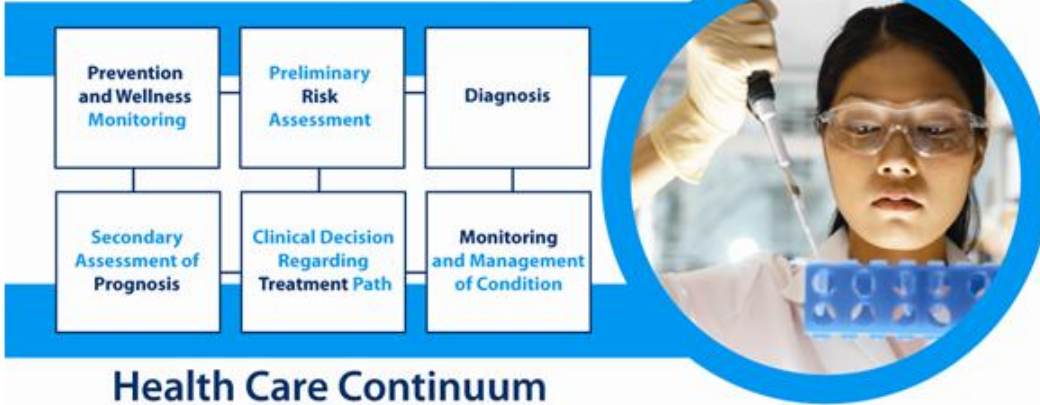 Prevention
and Wellness
Monitoring
Preliminary
Risk
Assessment
Diagnosis
Secondary
Assessment of
Prognosis
Clinical Decision
Regarding
Treatment Path
Monitoring
and Management
of Condition
Health Care Continuum